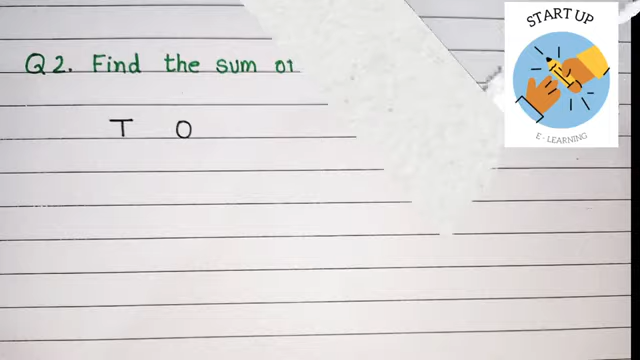 Q2. Find the sum of
T O
START UP
E-LEARNING